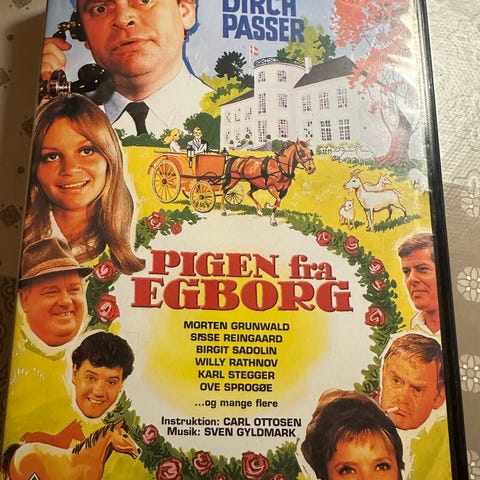 DIRCH
PASSER
PIGEN fra
EGBORG
MORTEN GRUNWALD
SISSE REINGAARD
BIRGIT SADOLIN
WILLY RATHNOV
KARL STEGGER
OVE SPROGØE
...og mange flere
Instruktion: CARL OTTOSEN
Musik: SVEN GYLDMARK